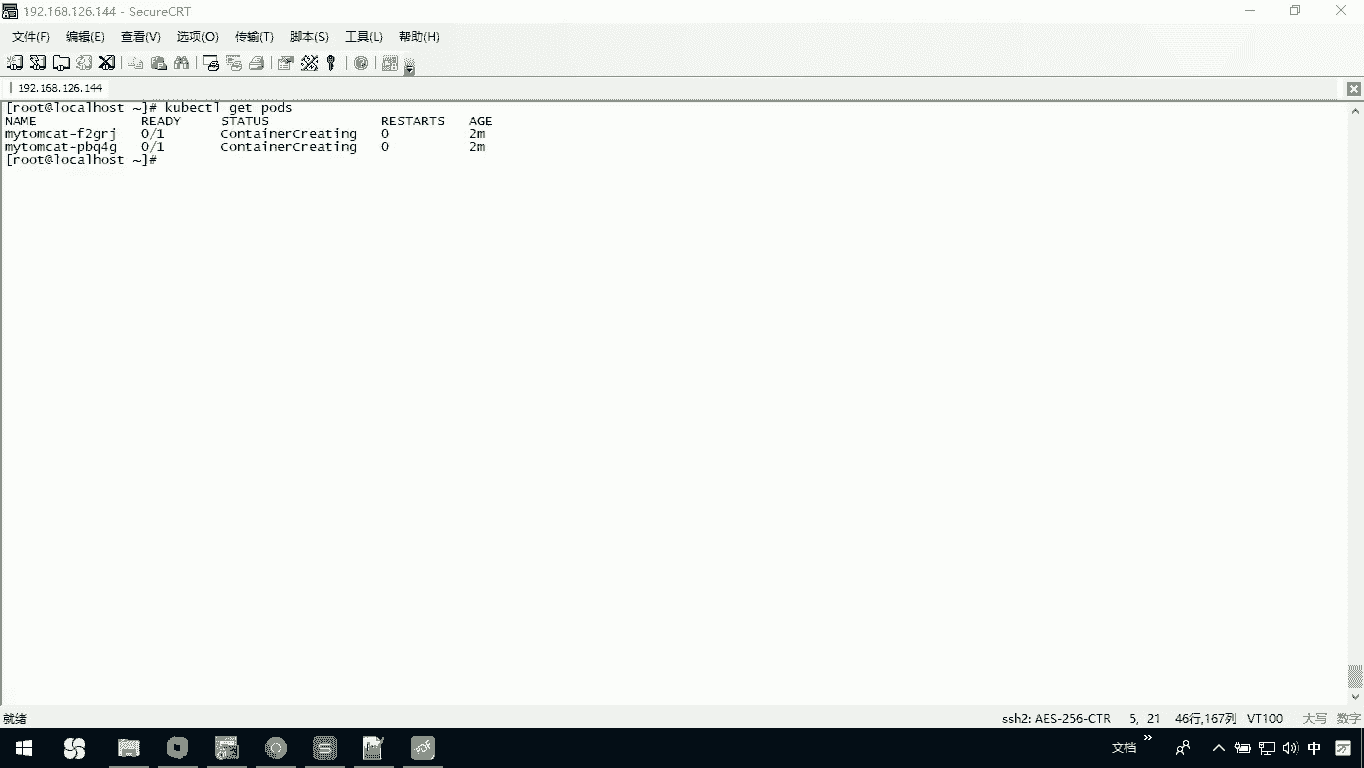 192.168.126.144 - SecureCRT
文件(F) 编辑(E) 查看(V) 选项(O) 传输(T) 脚本(S) 工具(L) 帮助(H)
192.168.126.144
[root@localhost ~]# kubectl get pods
NAME READY STATUS RESTARTS AGE
mytomcat-f2grj 0/1 ContainerCreating 0 2m
mytomcat-pbq4g 0/1 ContainerCreating 0 2m
[root@localhost ~]#
就绪 ssh2: AES-256-CTR 5, 21 46行,167列 VT100 大写 数字
文档 » 中